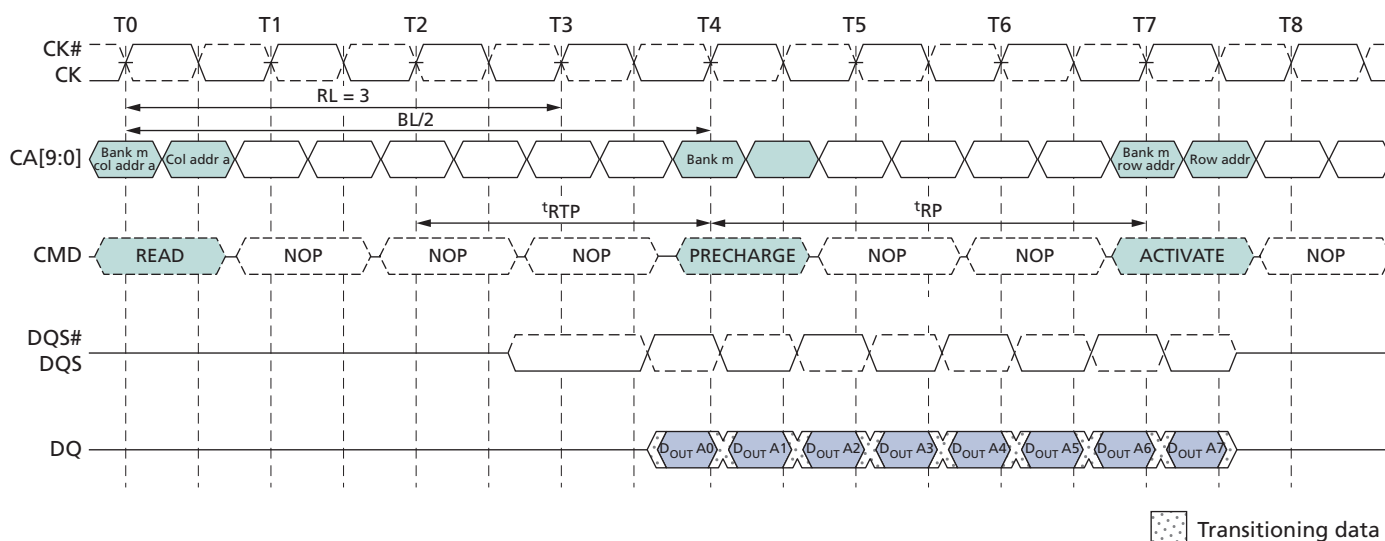 T0 T1 T2 T3 T4 T5 T6 T7 T8
CK#
CK
RL = 3
BL/2
CA[9:0] Bank m col addr a Col addr a Bank m Bank m row addr Row addr
tRTP tRP
CMD READ NOP NOP NOP PRECHARGE NOP NOP ACTIVATE NOP
DQS#
DQS
DQ DOUT A0 DOUT A1 DOUT A2 DOUT A3 DOUT A4 DOUT A5 DOUT A6 DOUT A7
Transitioning data